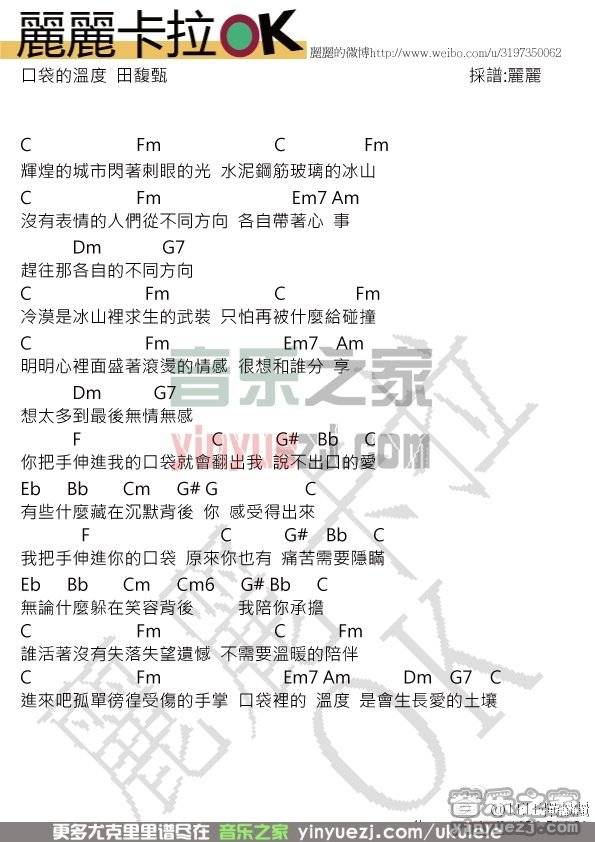 麗麗卡拉OK 麗麗的微博http://www.weibo.com/u/3197350062
口袋的溫度 田馥甄 採譜:麗麗
C Fm C Fm
輝煌的城市閃著刺眼的光 水泥鋼筋玻璃的冰山
C Fm Em7 Am
沒有表情的人們從不同方向 各自帶著心 事
Dm G7
趕往那各自的不同方向
C Fm C Fm
冷漠是冰山裡求生的武裝 只怕再被什麼給碰撞
C Fm Em7 Am
明明心裡面盛著滾燙的情感 很想和誰分 享
Dm G7
想太多到最後無情無感
F C G# Bb C
你把手伸進我的口袋就會翻出我 說不出口的愛
Eb Bb Cm G# G C
有些什麼藏在沉默背後 你 感受得出來
F C G# Bb C
我把手伸進你的口袋 原來你也有 痛苦需要隱瞞
Eb Bb Cm Cm6 G# Bb C
無論什麼躲在笑容背後 我陪你承擔
C Fm C Fm
誰活著沒有失落失望遺憾 不需要溫暖的陪伴
C Fm Em7 Am Dm G7 C
進來吧孤單徬徨受傷的手掌 口袋裡的 溫度 是會生長愛的土壤
音乐之家
yinyuezj.com
麗麗卡拉OK
音乐之家
yinyuezj.com
更多尤克里里谱尽在 音乐之家 yinyuezj.com/ukulele